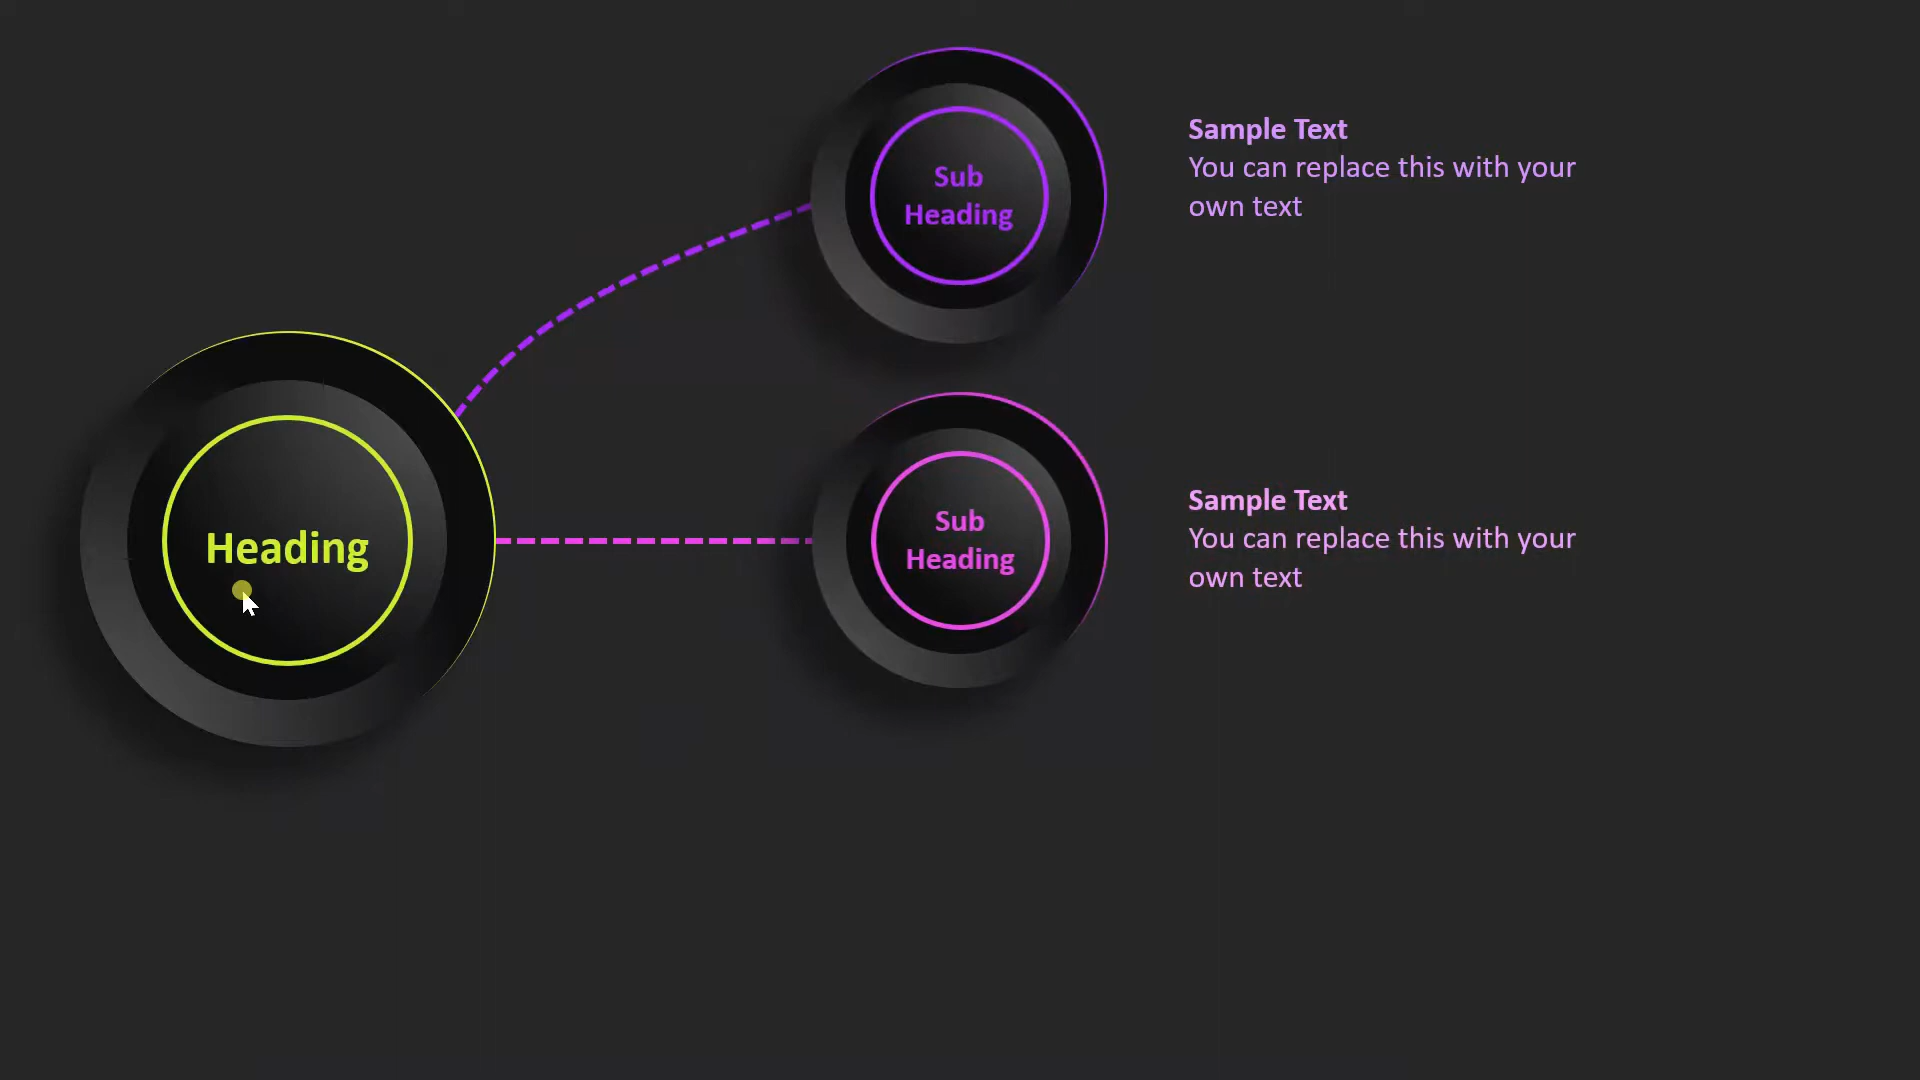 Sub
Heading
Sample Text
You can replace this with your
own text
Heading
Sub
Heading
Sample Text
You can replace this with your
own text